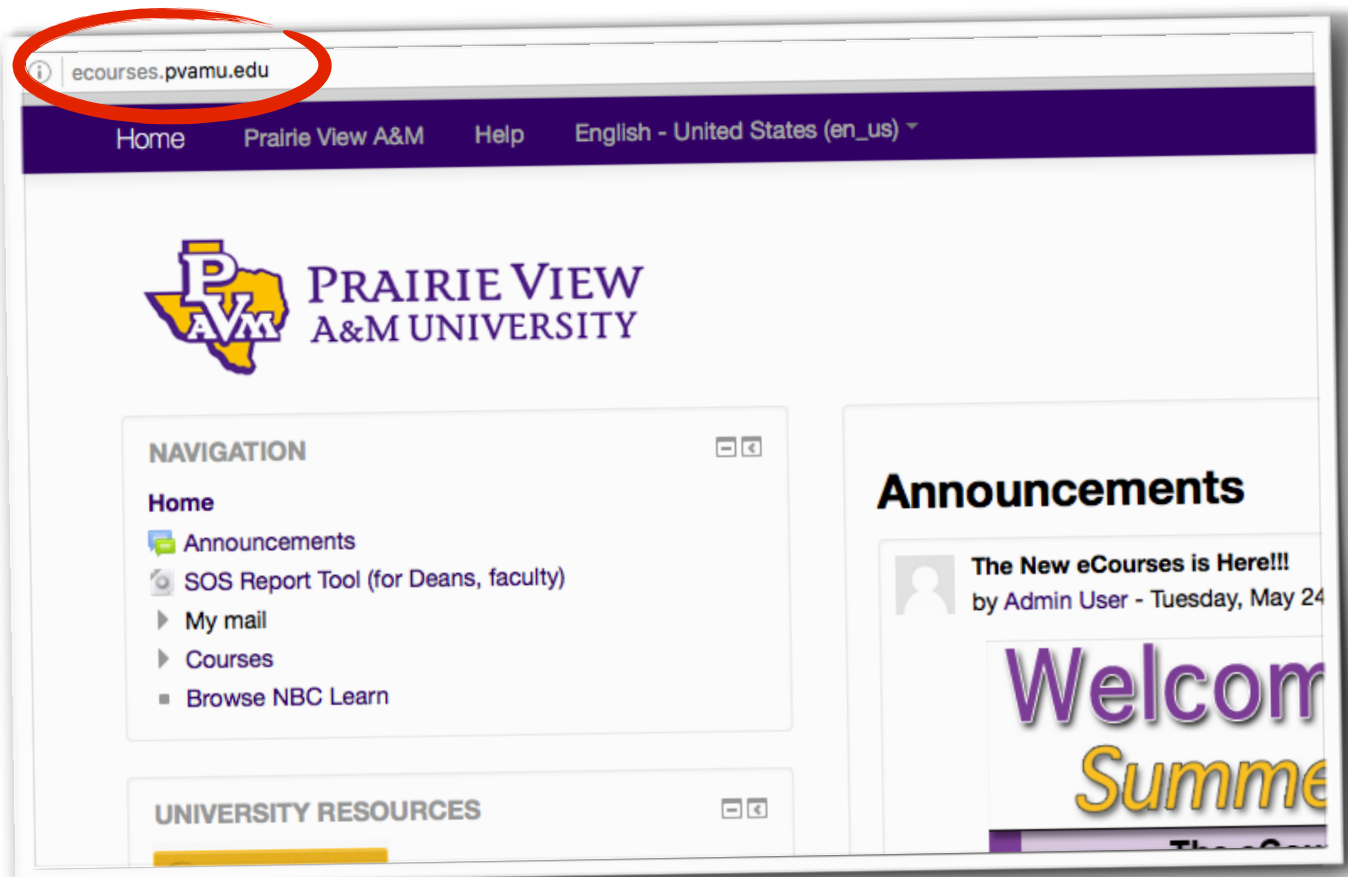 ecourses.pvamu.edu
Home Prairie View A&M Help English - United States (en_us)
PVAMU
PRAIRIE VIEW
A&M UNIVERSITY
NAVIGATION
Home
Announcements
SOS Report Tool (for Deans, faculty)
My mail
Courses
Browse NBC Learn
UNIVERSITY RESOURCES
Announcements
The New eCourses is Here!!!
by Admin User - Tuesday, May 24
Welcom
Summe